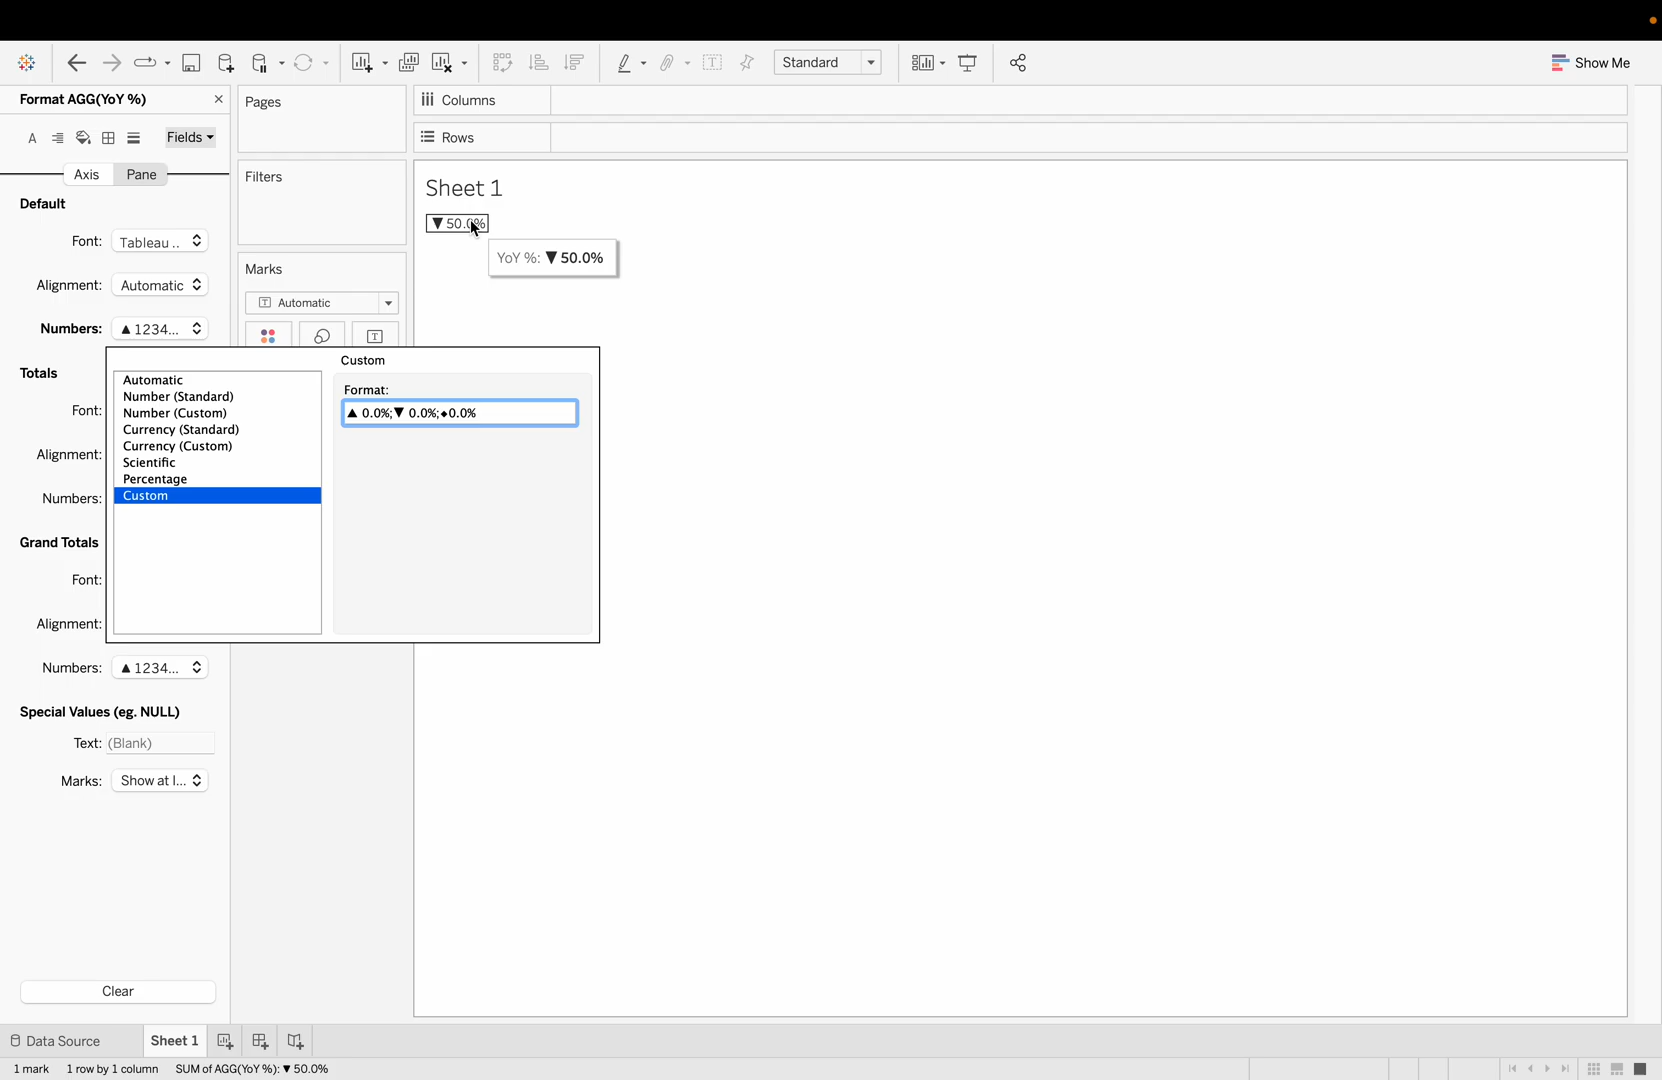 Standard
Show Me
Format AGG(YoY %)
Fields
Axis
Pane
Default
Font: Tableau ..
Alignment: Automatic
Numbers: ▲ 1234...
Totals
Font:
Alignment:
Numbers:
Grand Totals
Font:
Alignment:
Numbers: ▲ 1234...
Special Values (eg. NULL)
Text: (Blank)
Marks: Show at l...
Clear
Pages
Filters
Marks
Automatic
Columns
Rows
Sheet 1
▼ 50.0%
YoY %: ▼ 50.0%
Custom
Automatic
Number (Standard)
Number (Custom)
Currency (Standard)
Currency (Custom)
Scientific
Percentage
Custom
Format:
▲ 0.0%;▼ 0.0%;◆0.0%
Data Source
Sheet 1
1 mark 1 row by 1 column SUM of AGG(YoY %): ▼ 50.0%